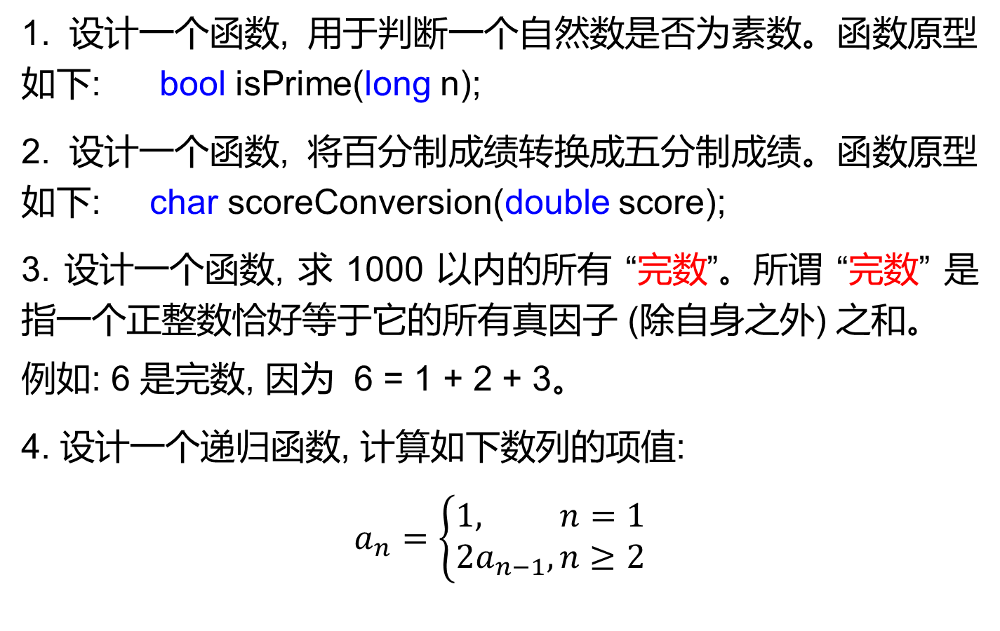 1. 设计一个函数, 用于判断一个自然数是否为素数。函数原型
如下: bool isPrime(long n);
2. 设计一个函数, 将百分制成绩转换成五分制成绩。函数原型
如下: char scoreConversion(double score);
3. 设计一个函数, 求 1000 以内的所有 “完数”。所谓 “完数” 是
指一个正整数恰好等于它的所有真因子 (除自身之外) 之和。
例如: 6 是完数, 因为 6 = 1 + 2 + 3。
4. 设计一个递归函数, 计算如下数列的项值:
aₙ = { 1, n = 1
2aₙ₋₁, n ≥ 2